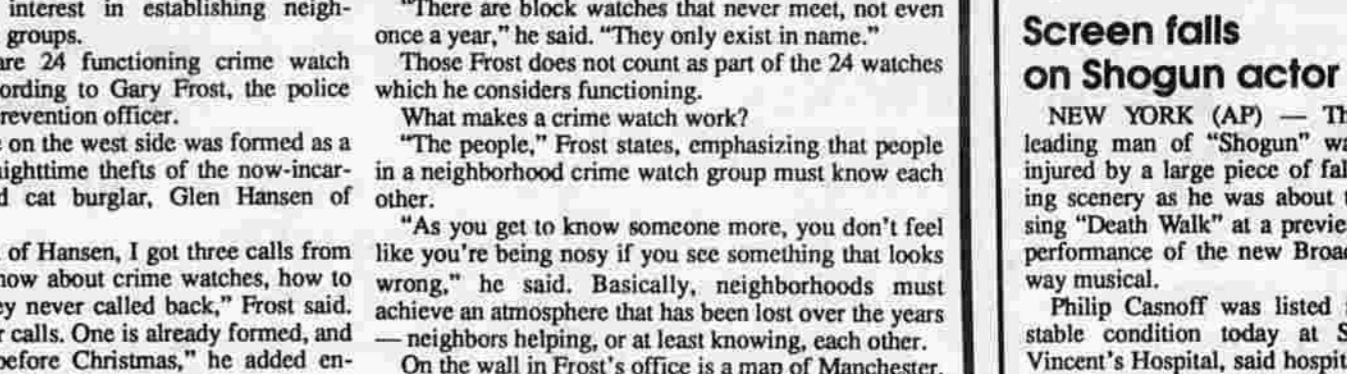 interest in establishing neigh-
groups.
are 24 functioning crime watch
ording to Gary Frost, the police
revention officer.
on the west side was formed as a
ighttime thefts of the now-incar-
d cat burglar, Glen Hansen of
of Hansen, I got three calls from
now about crime watches, how to
ey never called back," Frost said.
r calls. One is already formed, and
before Christmas," he added en-
"There are block watches that never meet, not even
once a year," he said. "They only exist in name."
Those Frost does not count as part of the 24 watches
which he considers functioning.
What makes a crime watch work?
"The people," Frost states, emphasizing that people
in a neighborhood crime watch group must know each
other.
"As you get to know someone more, you don't feel
like you're being nosy if you see something that looks
wrong," he said. Basically, neighborhoods must
achieve an atmosphere that has been lost over the years
— neighbors helping, or at least knowing, each other.
On the wall in Frost's office is a map of Manchester,
Screen falls
on Shogun actor
NEW YORK (AP) — Th
leading man of "Shogun" wa
injured by a large piece of fal
ing scenery as he was about t
sing "Death Walk" at a previe
performance of the new Broad
way musical.
Philip Casnoff was listed i
stable condition today at S
Vincent's Hospital, said hospit